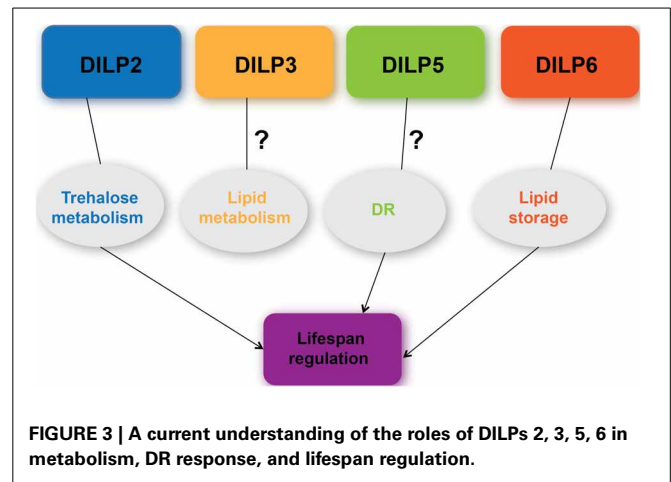 DILP2 DILP3 DILP5 DILP6
? ?
Trehalose metabolism Lipid metabolism DR Lipid storage
Lifespan
regulation
FIGURE 3 | A current understanding of the roles of DILPs 2, 3, 5, 6 in
metabolism, DR response, and lifespan regulation.